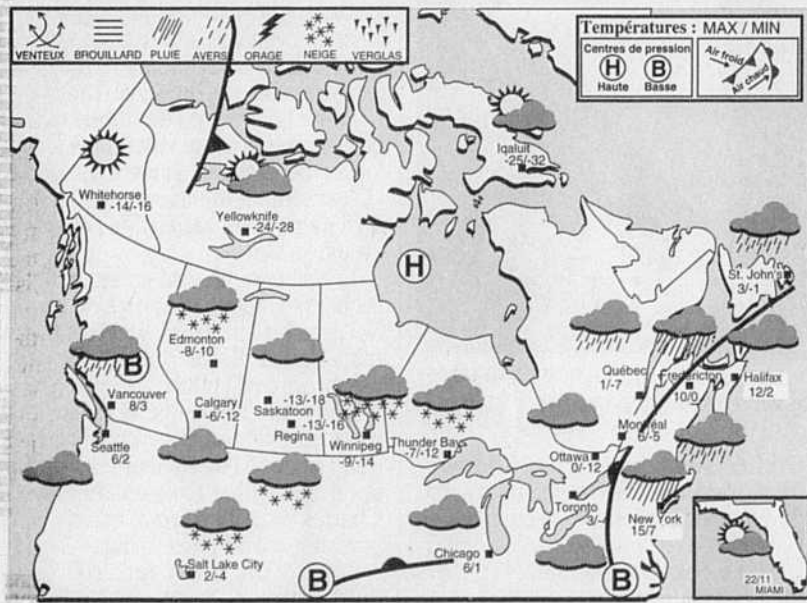 VENTEUX BROUILLARD PLUIE AVERSE ORAGE NEIGE VERGLAS
Températures : MAX / MIN
Centres de pression
H B
Haute Basse
Air froid
Air chaud
Iqaluit
-25/-32
Whitehorse
-14/-16
Yellowknife
-24/-28
H
St. John's
3/-1
Edmonton
-8/-10
B
Vancouver
8/3
Seattle
6/2
Calgary
-6/-12
-13/-18
Saskatoon
-13/-16
Regina
Winnipeg
-9/-14
Thunder Bay
-7/-12
Québec
1/-7
Fredericton
10/0
Halifax
12/2
Montréal
6/-5
Ottawa
0/-12
Toronto
New York
15/7
Chicago
6/1
Salt Lake City
2/-4
B
B
22/11
MIAMI